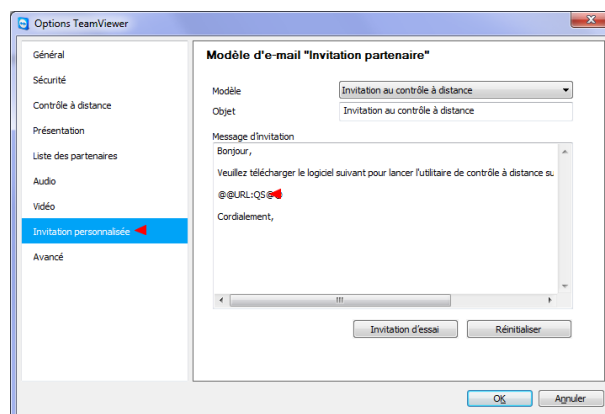 Options TeamViewer
Général
Sécurité
Contrôle à distance
Présentation
Liste des partenaires
Audio
Vidéo
Invitation personnalisée
Avancé
Modèle d'e-mail "Invitation partenaire"
Modèle
Invitation au contrôle à distance
Objet
Invitation au contrôle à distance
Message d'invitation
Bonjour,
Veuillez télécharger le logiciel suivant pour lancer l'utilitaire de contrôle à distance su
@@URL:QS@@
Cordialement,
Invitation d'essai
Réinitialiser
OK
Annuler